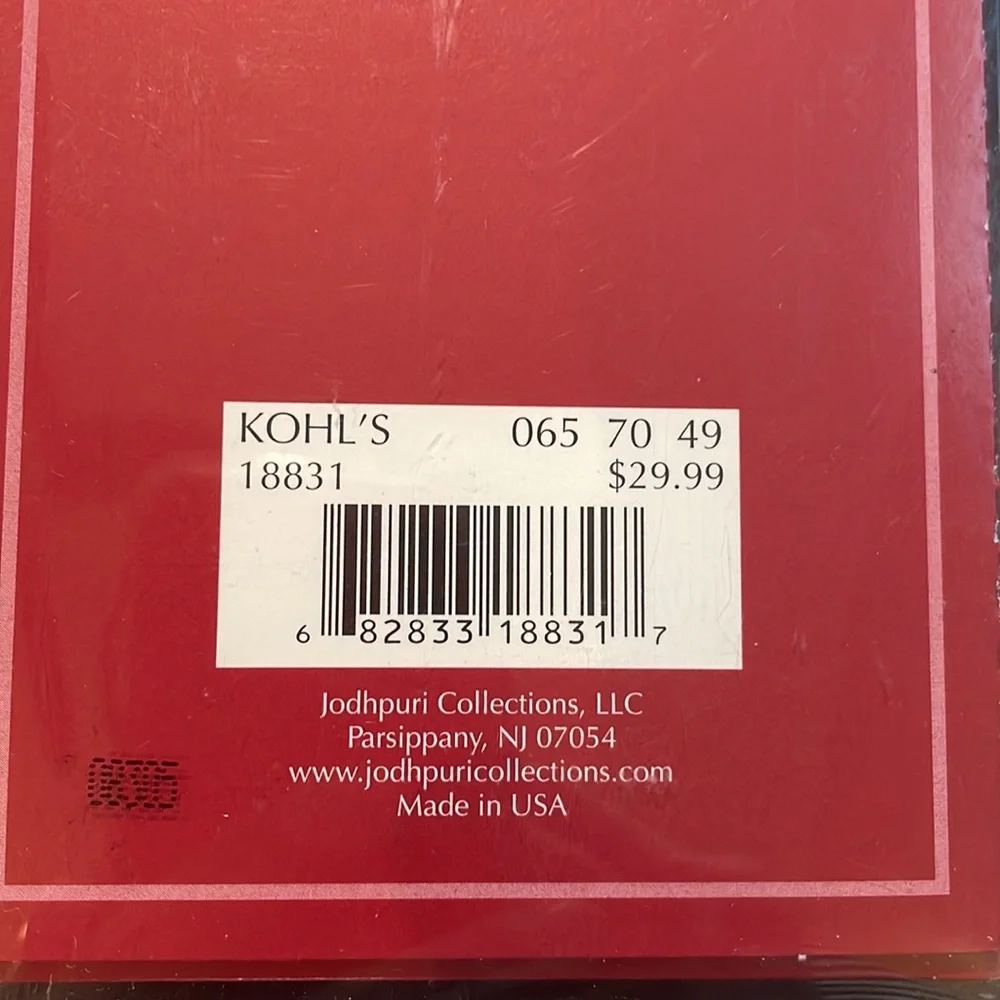 KOHL'S 065 70 49
18831 $29.99
6 82833 18831 7
Jodhpuri Collections, LLC
Parsippany, NJ 07054
www.jodhpuricollections.com
Made in USA